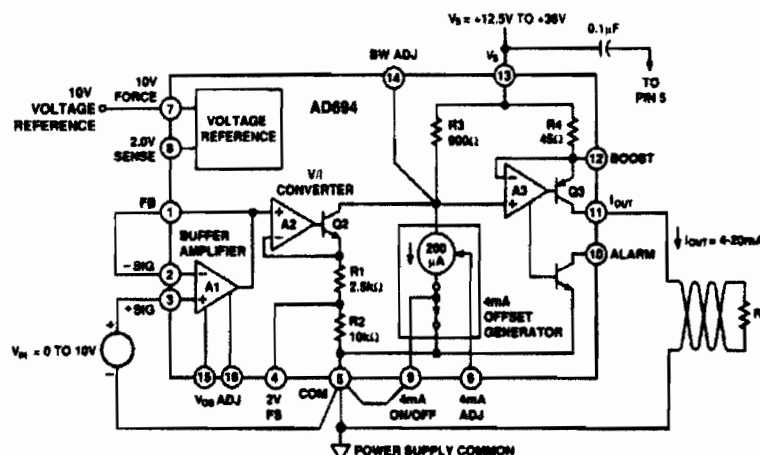 Vs = +12.5V TO +36V
0.1µF
TO
PIN 5
BW ADJ
14
Vs
13
10V
VOLTAGE
REFERENCE
10V
FORCE
7
2.0V
SENSE
8
VOLTAGE
REFERENCE
AD694
R3
900Ω
R4
45Ω
12
BOOST
V/I
CONVERTER
A2
Q2
A3
Q3
IOUT
11
IOUT = 4-20mA
FB
1
BUFFER
AMPLIFIER
–SIG
2
3
+SIG
A1
R1
2.5kΩ
R2
10kΩ
200
µA
4mA
OFFSET
GENERATOR
10
ALARM
VIN = 0 TO 10V
15
16
4
5
9
6
VOS ADJ
2V
FS
COM
4mA
ON/OFF
4mA
ADJ
POWER SUPPLY COMMON